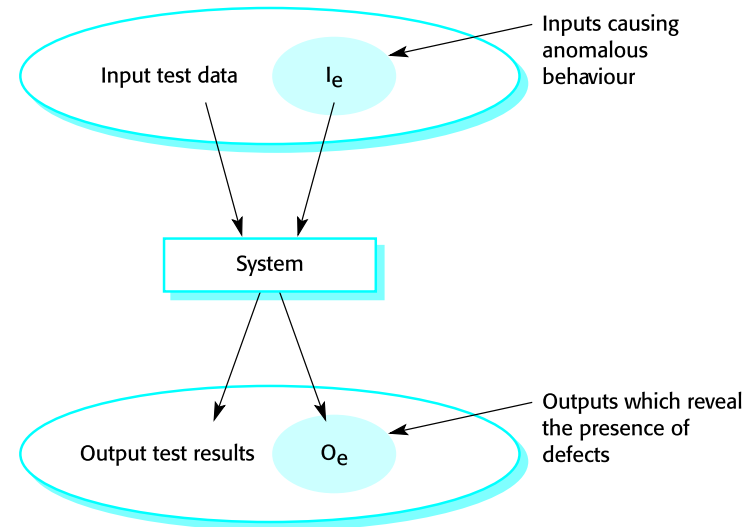 Inputs causing
anomalous
behaviour
Input test data
Ie
System
Outputs which reveal
the presence of
defects
Output test results
Oe